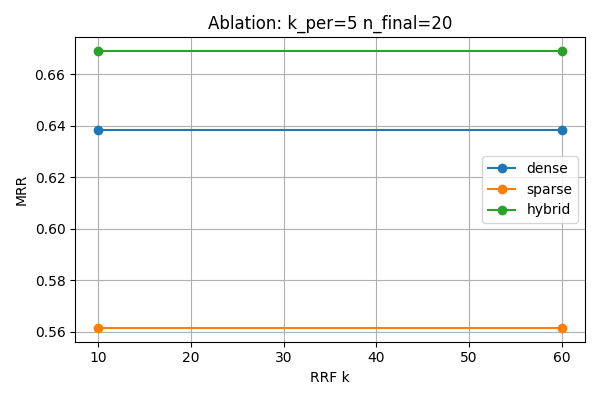 Ablation: k_per=5 n_final=20
MRR
0.66
0.64
0.62
0.60
0.58
0.56
dense
sparse
hybrid
10 20 30 40 50 60
RRF k